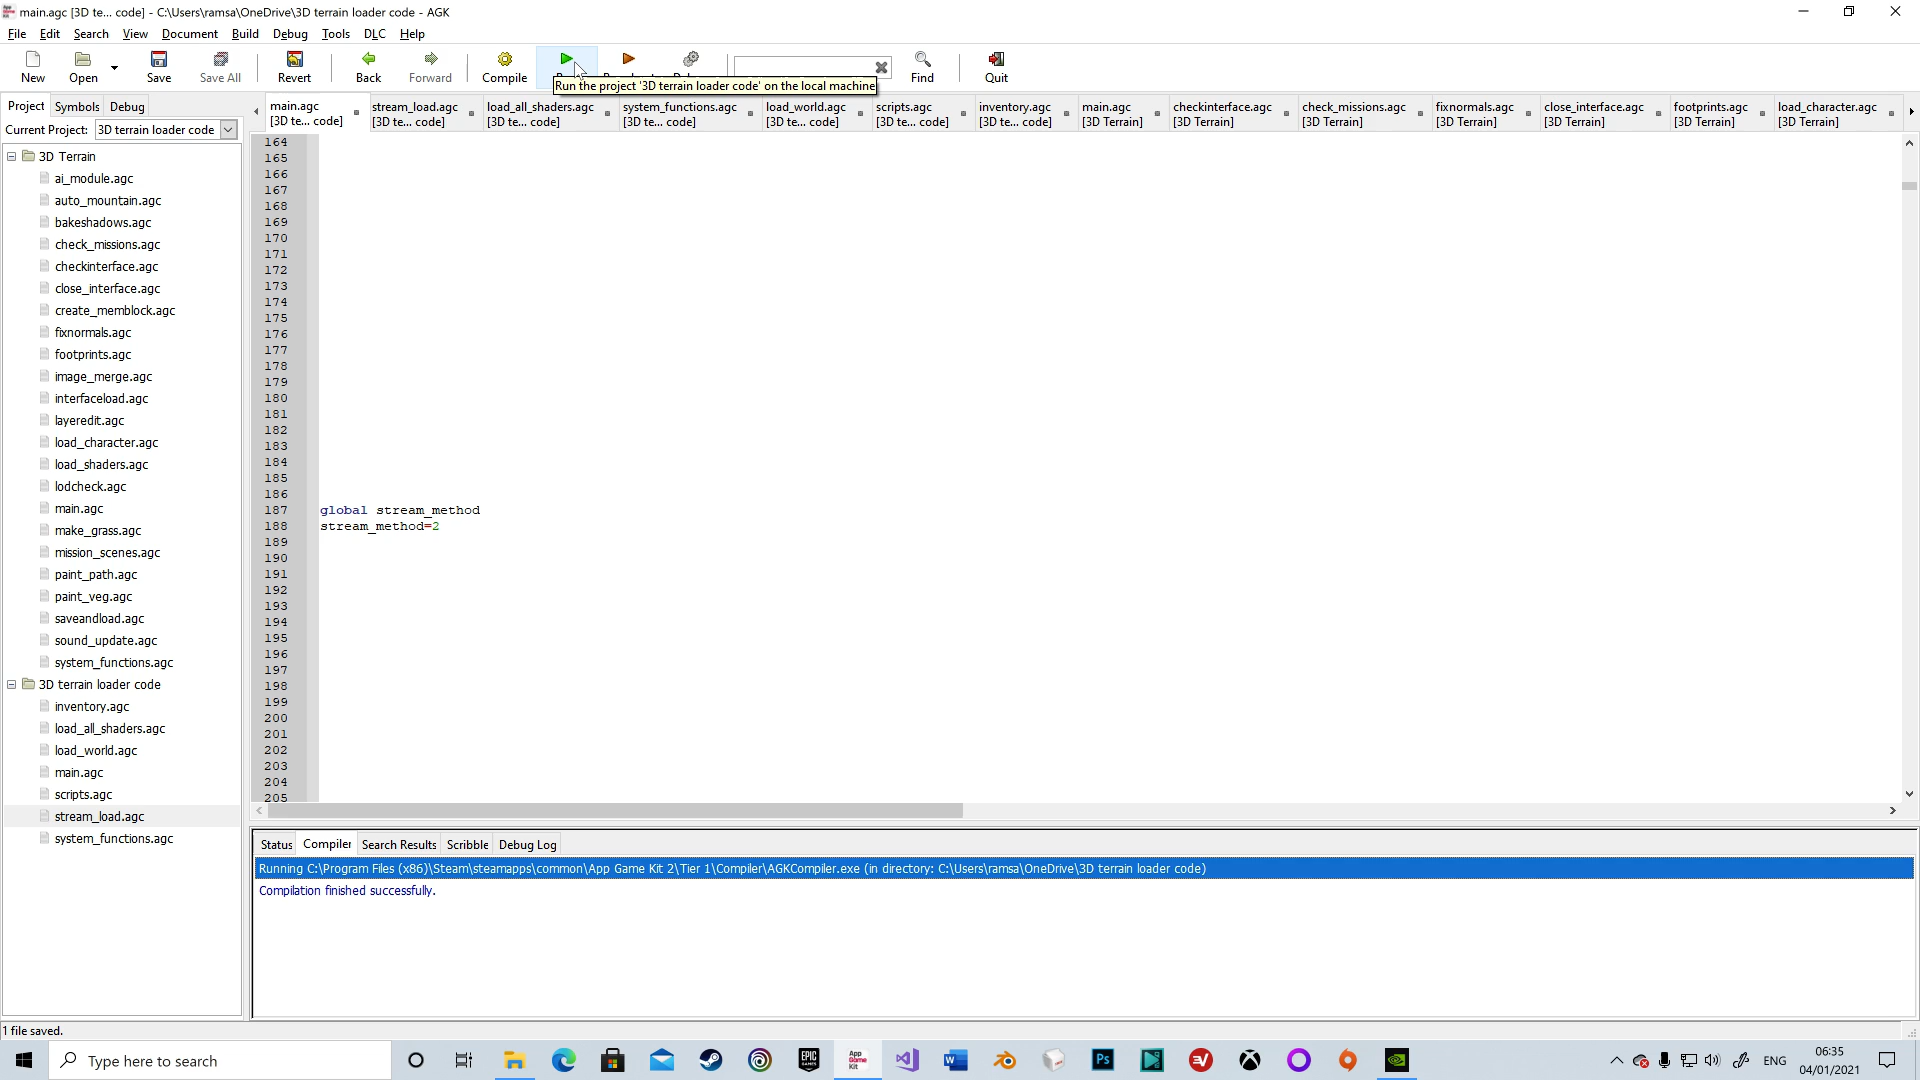 main.agc [3D te... code] - C:\Users\ramsa\OneDrive\3D terrain loader code - AGK
File Edit Search View Document Build Debug Tools DLC Help
New Open Save Save All Revert Back Forward Compile Find Quit
Run the project '3D terrain loader code' on the local machine
Project Symbols Debug
Current Project: 3D terrain loader code
3D Terrain
ai_module.agc
auto_mountain.agc
bakeshadows.agc
check_missions.agc
checkinterface.agc
close_interface.agc
create_memblock.agc
fixnormals.agc
footprints.agc
image_merge.agc
interfaceload.agc
layeredit.agc
load_character.agc
load_shaders.agc
lodcheck.agc
main.agc
make_grass.agc
mission_scenes.agc
paint_path.agc
paint_veg.agc
saveandload.agc
sound_update.agc
system_functions.agc
3D terrain loader code
inventory.agc
load_all_shaders.agc
load_world.agc
main.agc
scripts.agc
stream_load.agc
system_functions.agc
main.agc stream_load.agc load_all_shaders.agc system_functions.agc load_world.agc scripts.agc inventory.agc main.agc checkinterface.agc check_missions.agc fixnormals.agc close_interface.agc footprints.agc load_character.agc
[3D te... code] [3D te... code] [3D te... code] [3D te... code] [3D te... code] [3D te... code] [3D te... code] [3D Terrain] [3D Terrain] [3D Terrain] [3D Terrain] [3D Terrain] [3D Terrain] [3D Terrain]
164
165
166
167
168
169
170
171
172
173
174
175
176
177
178
179
180
181
182
183
184
185
186
187 global stream_method
188 stream_method=2
189
190
191
192
193
194
195
196
197
198
199
200
201
202
203
204
205
Status Compiler Search Results Scribble Debug Log
Running C:\Program Files (x86)\Steam\steamapps\common\App Game Kit 2\Tier 1\Compiler\AGKCompiler.exe (in directory: C:\Users\ramsa\OneDrive\3D terrain loader code)
Compilation finished successfully.
1 file saved.
Type here to search
EPIC GAMES
App Game Kit
ENG
06:35
04/01/2021